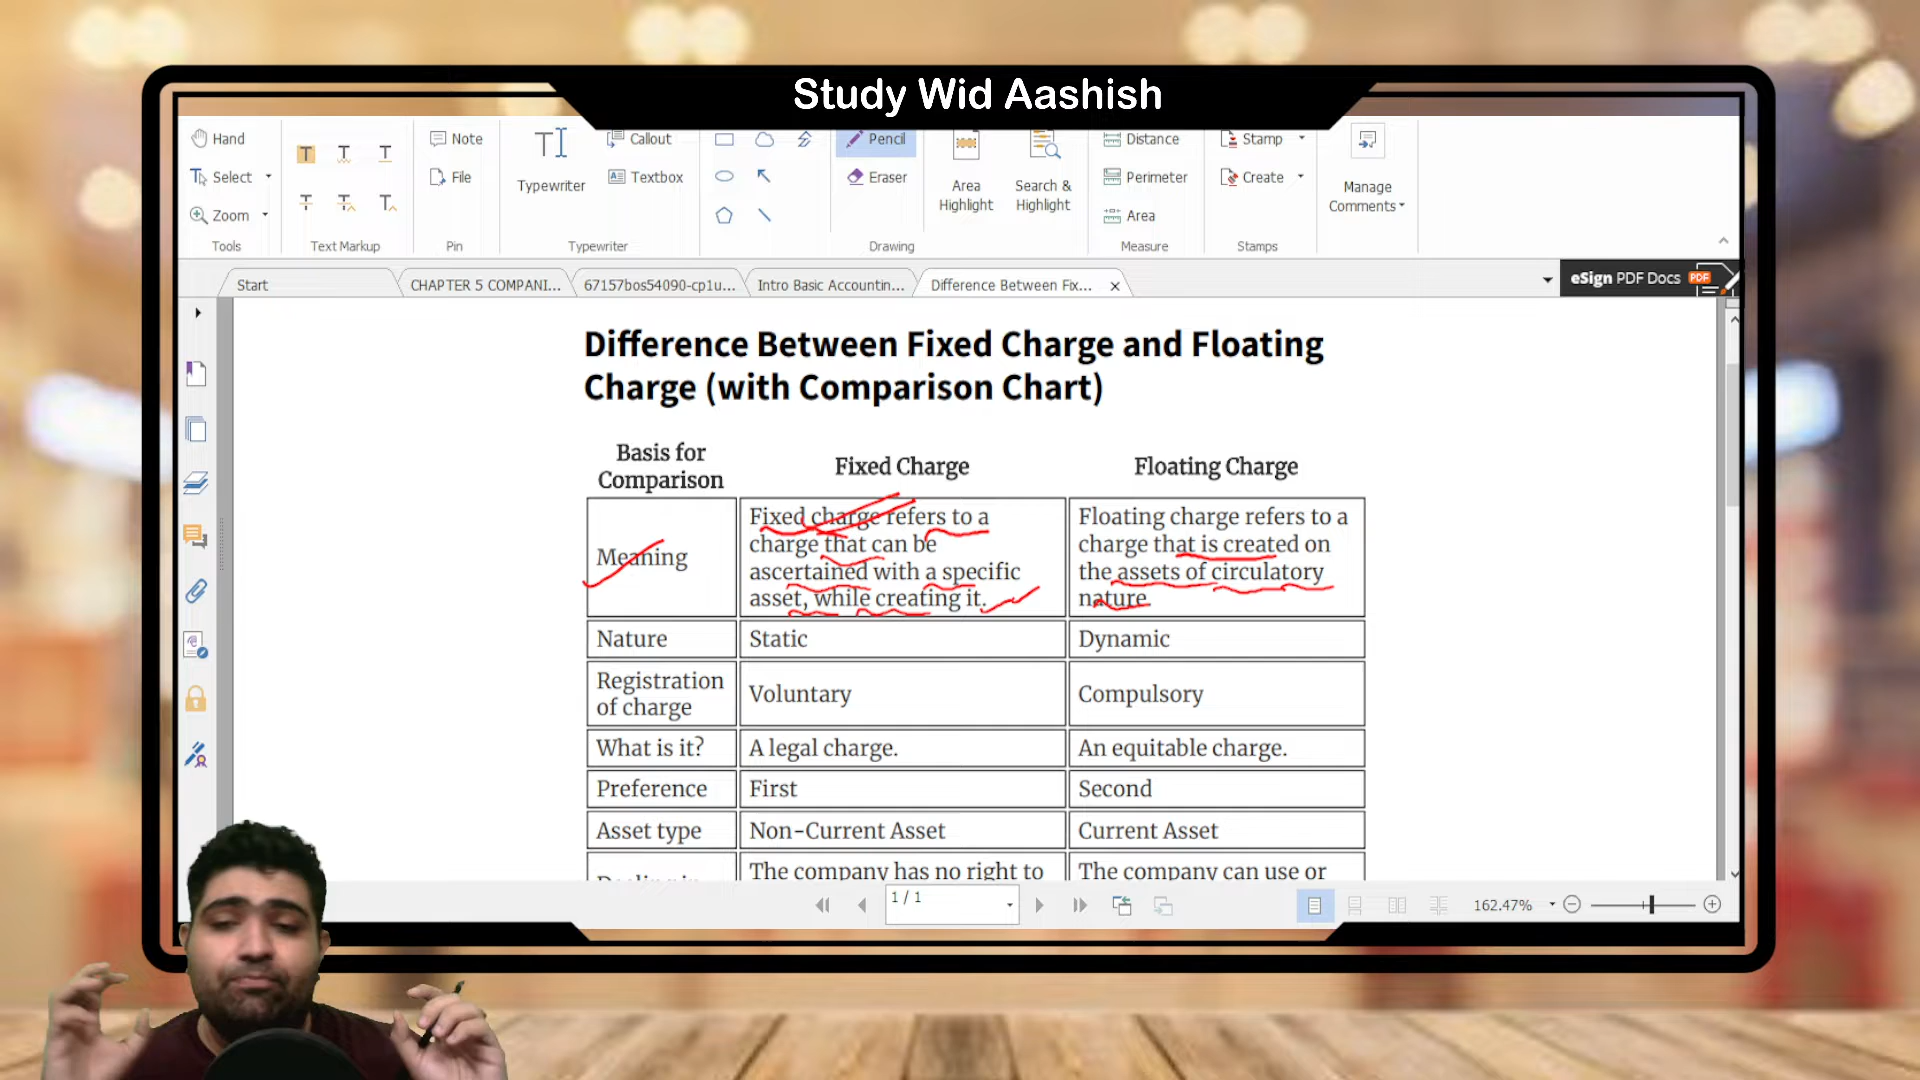 Study Wid Aashish
Hand
Select
Zoom
Tools
Text Markup
Note
File
Pin
Typewriter
Callout
Textbox
Typewriter
Pencil
Eraser
Area
Highlight
Search &
Highlight
Drawing
Distance
Perimeter
Area
Measure
Stamp
Create
Stamps
Manage
Comments
Start
CHAPTER 5 COMPANI...
67157bos54090-cp1u...
Intro Basic Accountin...
Difference Between Fix...
eSign PDF Docs
PDF
Difference Between Fixed Charge and Floating
Charge (with Comparison Chart)
Basis for
Comparison
Fixed Charge
Floating Charge
Meaning
Fixed charge refers to a
charge that can be
ascertained with a specific
asset, while creating it.
Floating charge refers to a
charge that is created on
the assets of circulatory
nature.
Nature
Static
Dynamic
Registration
of charge
Voluntary
Compulsory
What is it?
A legal charge.
An equitable charge.
Preference
First
Second
Asset type
Non-Current Asset
Current Asset
The company has no right to
The company can use or
1 / 1
162.47%